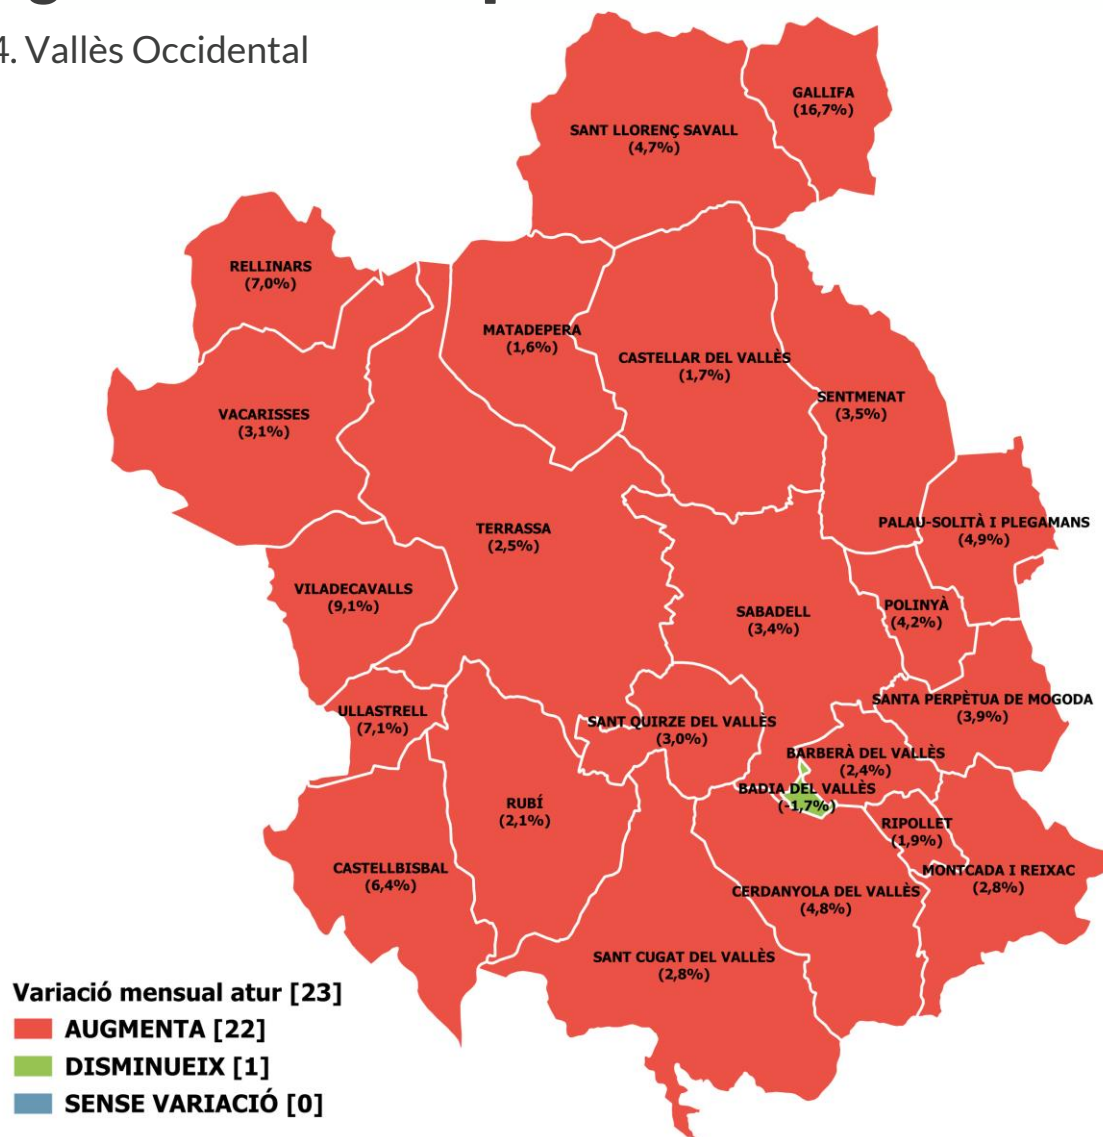 4. Vallès Occidental
GALLIFA
(16,7%)
SANT LLORENÇ SAVALL
(4,7%)
RELLINARS
(7,0%)
MATADEPERA
(1,6%)
CASTELLAR DEL VALLÈS
(1,7%)
SENTMENAT
(3,5%)
VACARISSES
(3,1%)
TERRASSA
(2,5%)
PALAU-SOLITÀ I PLEGAMANS
(4,9%)
VILADECAVALLS
(9,1%)
SABADELL
(3,4%)
POLINYÀ
(4,2%)
SANTA PERPÈTUA DE MOGODA
(3,9%)
ULLASTRELL
(7,1%)
SANT QUIRZE DEL VALLÈS
(3,0%)
BARBERÀ DEL VALLÈS
(2,4%)
BADIA DEL VALLÈS
(-1,7%)
RUBÍ
(2,1%)
RIPOLLET
(1,9%)
CASTELLBISBAL
(6,4%)
MONTCADA I REIXAC
(2,8%)
CERDANYOLA DEL VALLÈS
(4,8%)
SANT CUGAT DEL VALLÈS
(2,8%)
Variació mensual atur [23]
AUGMENTA [22]
DISMINUEIX [1]
SENSE VARIACIÓ [0]